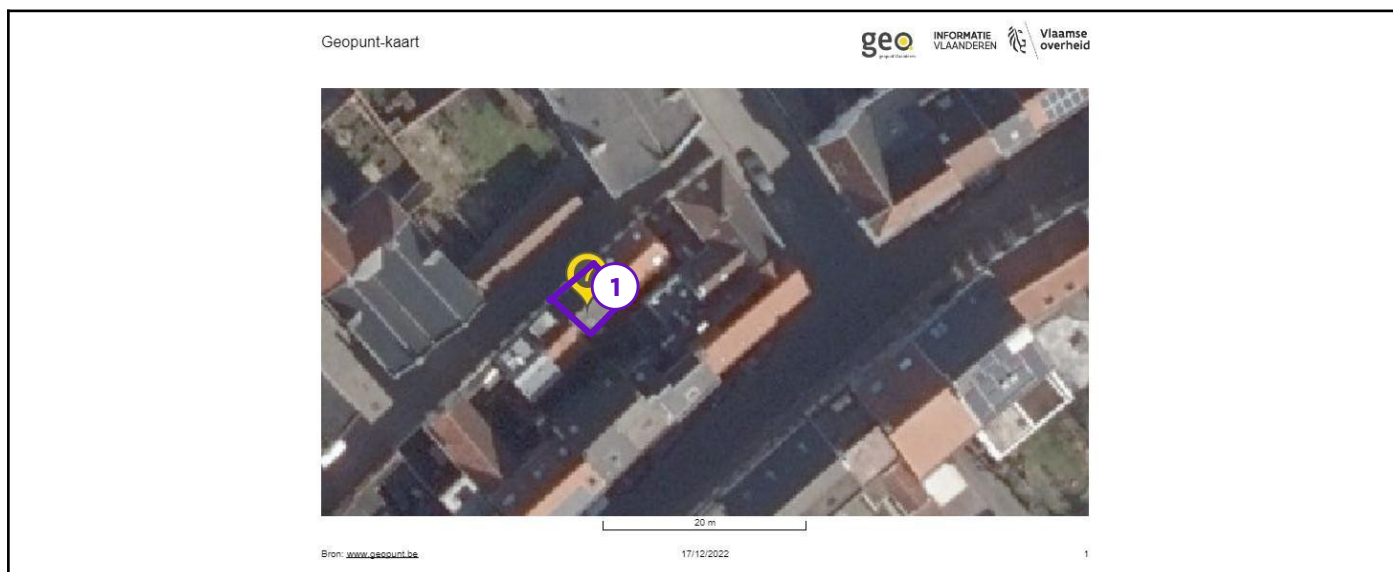 Geopunt-kaart
geo
INFORMATIE
VLAANDEREN
Vlaamse
overheid
1
20 m
Bron: www.geopunt.be
17/12/2022
1